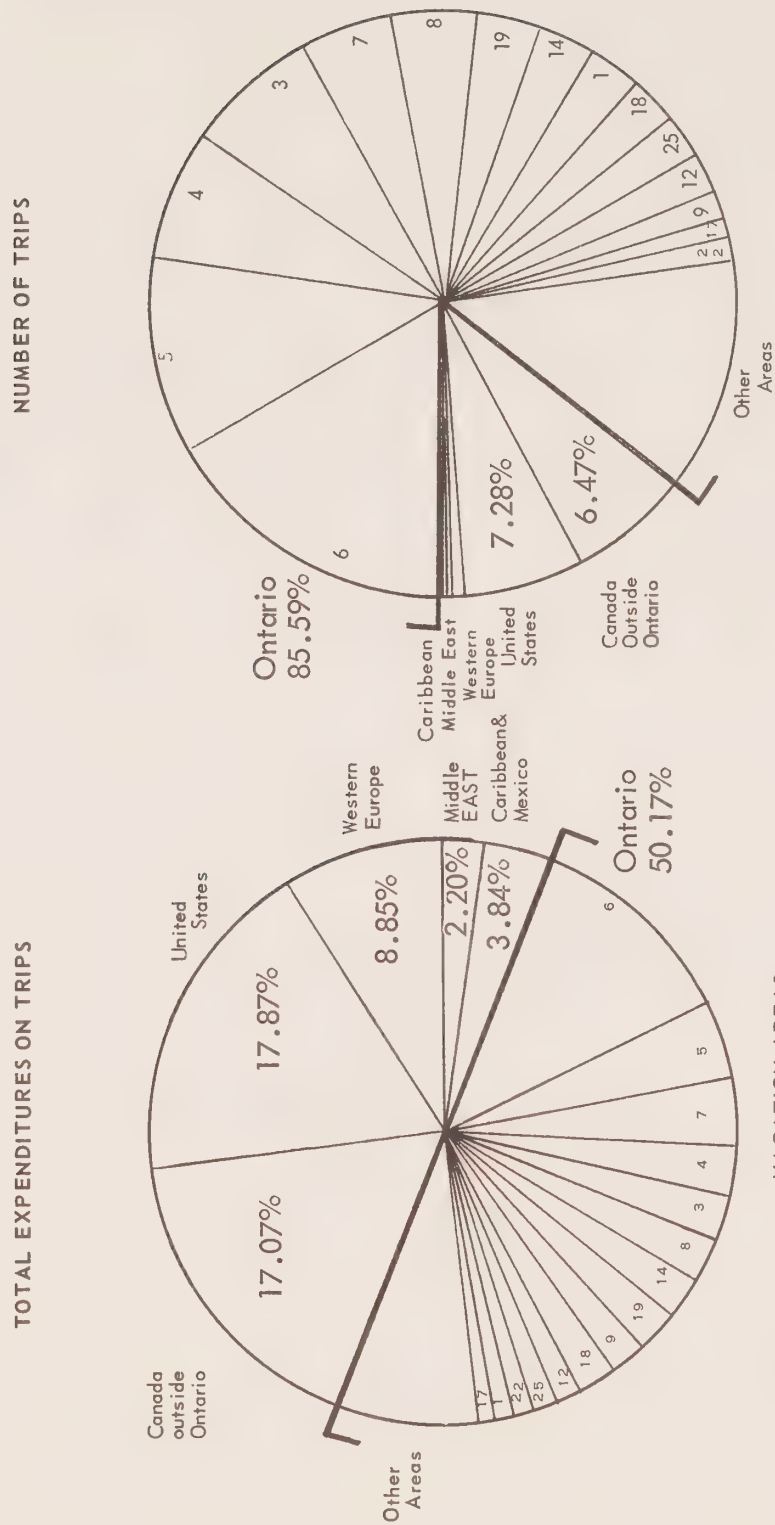 TOTAL EXPENDITURES ON TRIPS
Canada
outside
Ontario
17.07%
United
States
17.87%
Western
Europe
8.85%
Middle
EAST
2.20%
Caribbean&
Mexico
3.84%
Ontario
50.17%
6
5
7
4
3
8
14
19
9
18
12
25
22
1
17
Other
Areas
NUMBER OF TRIPS
Ontario
85.59%
6
5
4
3
7
8
19
14
1
18
25
12
9
17
2
2
Other
Areas
Canada
Outside
Ontario
6.47%
United
States
7.28%
Western
Europe
Middle East
Caribbean